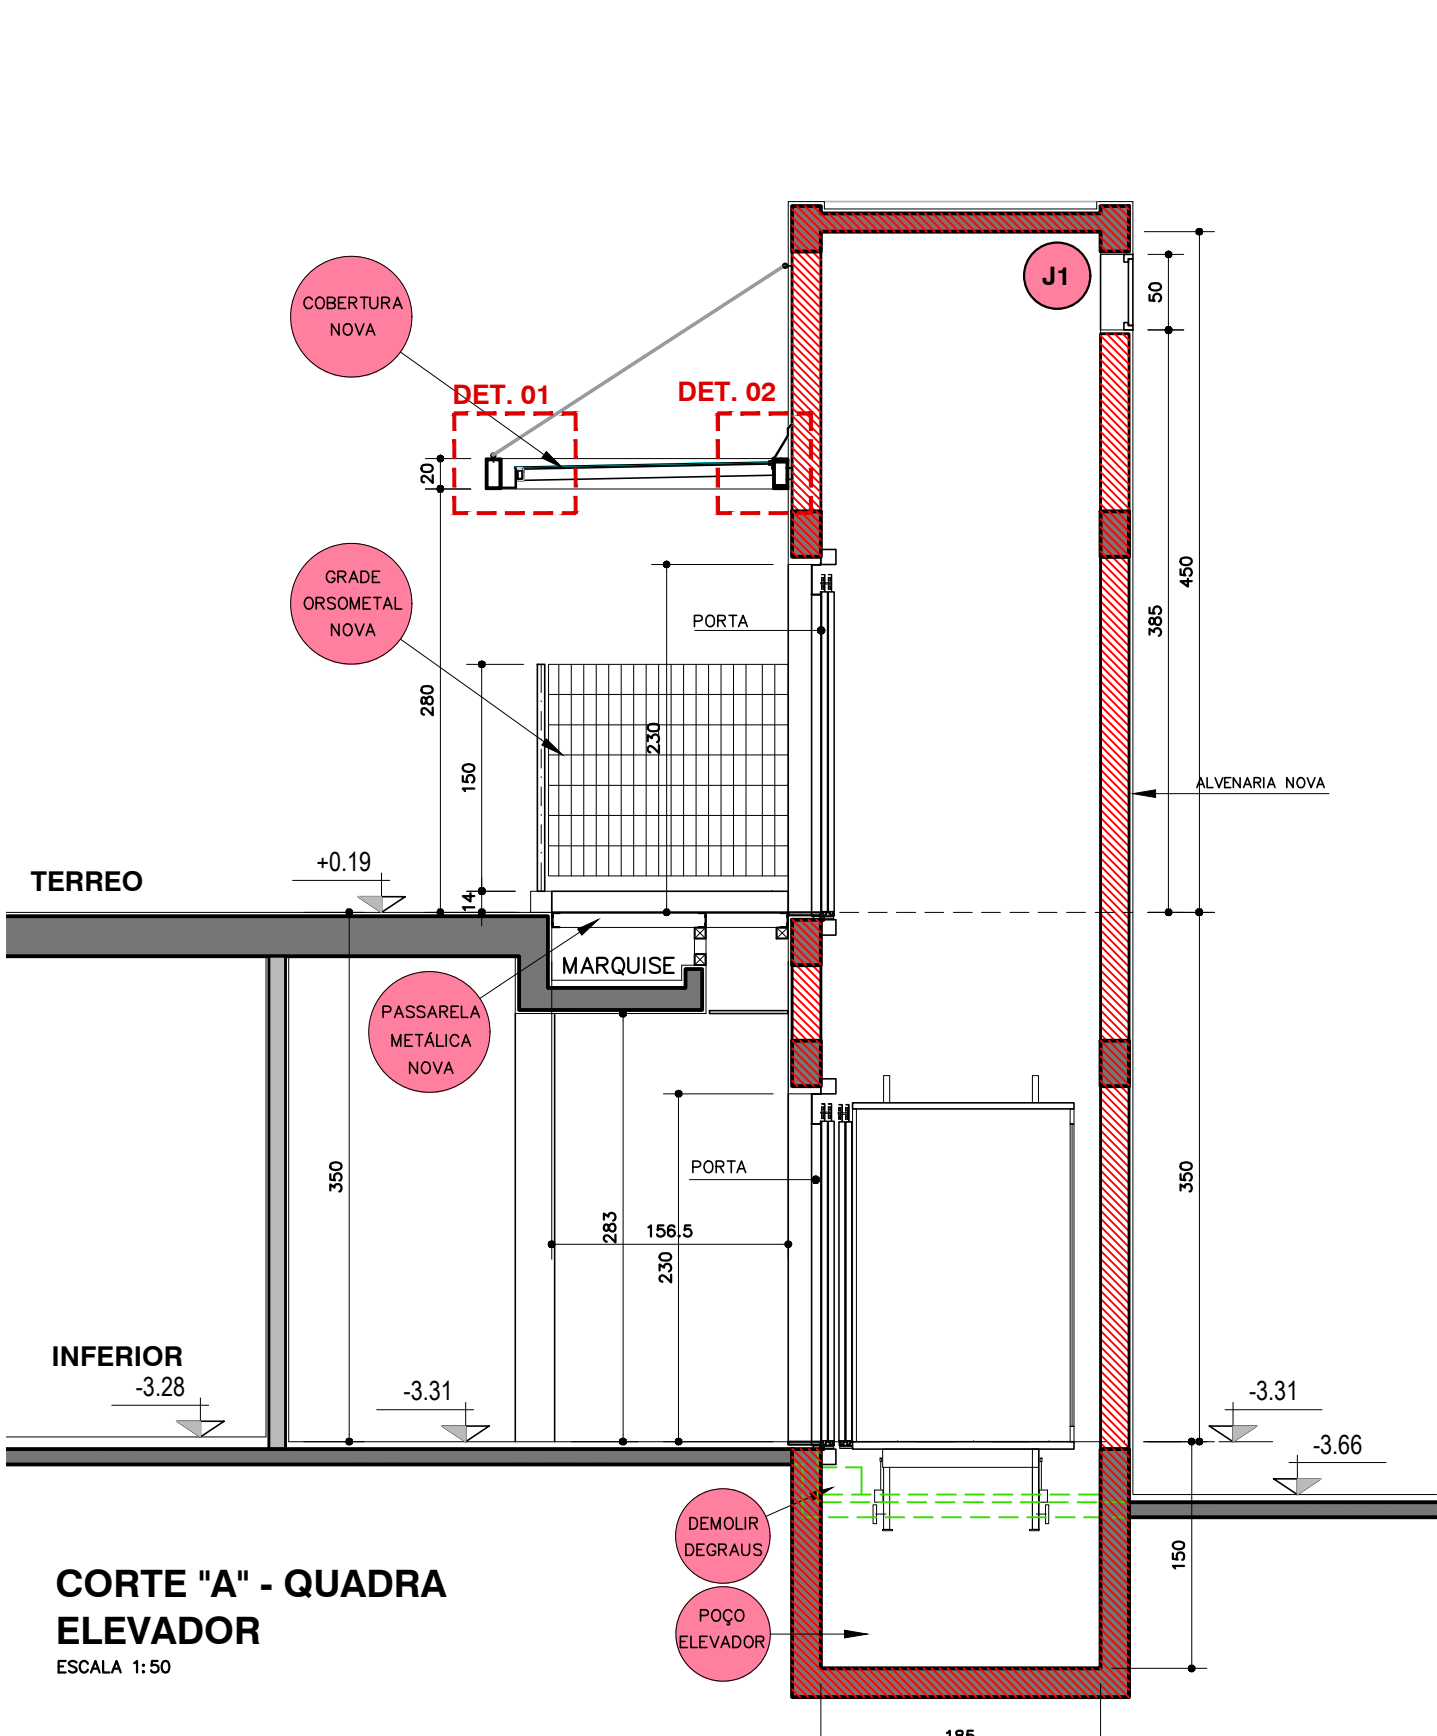 J1
50
COBERTURA
NOVA
DET. 01
DET. 02
20
450
GRADE
ORSOMETAL
NOVA
PORTA
385
280
230
150
ALVENARIA NOVA
+0.19
TERREO
14
MARQUISE
PASSARELA
METÁLICA
NOVA
350
PORTA
350
283
156.5
230
INFERIOR
-3.28
-3.31
-3.31
-3.66
DEMOLIR
DEGRAUS
150
CORTE "A" - QUADRA
ELEVADOR
ESCALA 1:50
POÇO
ELEVADOR
185